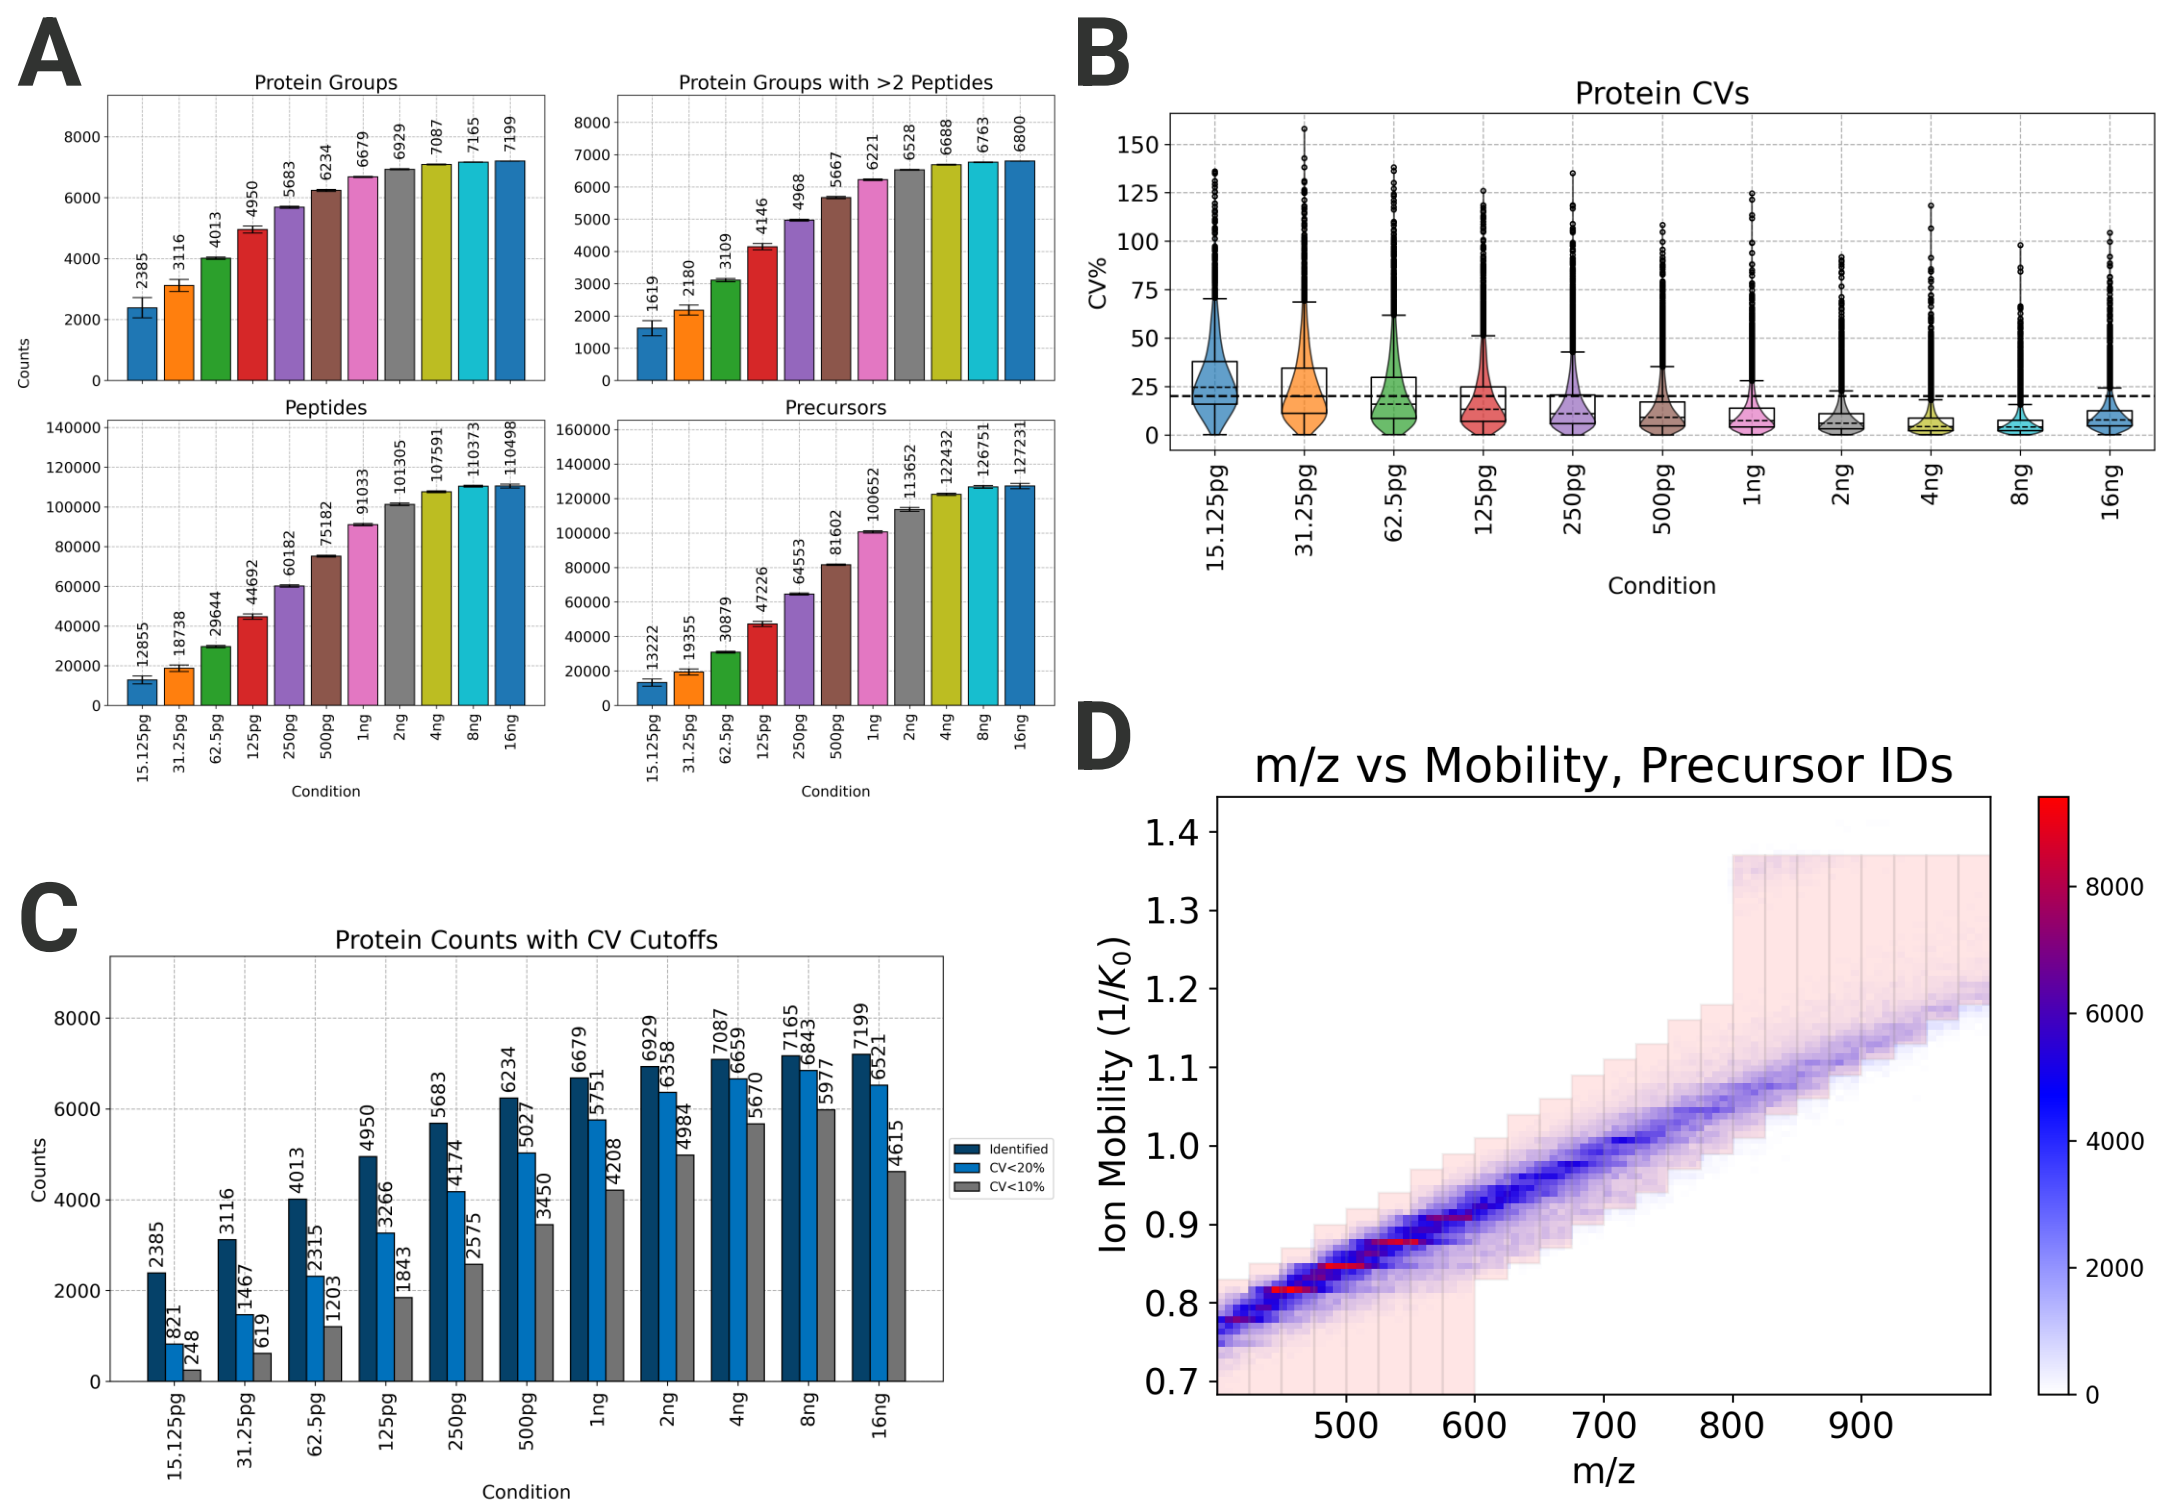 A
Protein Groups
Counts
8000
6000
4000
2000
0
2385
3116
4013
4950
5683
6234
6679
6929
7087
7165
7199
Protein Groups with >2 Peptides
8000
7000
6000
5000
4000
3000
2000
1000
0
1619
2180
3109
4146
4968
5667
6221
6528
6688
6763
6800
Peptides
140000
120000
100000
80000
60000
40000
20000
0
12855
18738
29644
44692
60182
75182
91033
101305
107591
110373
110498
15.125pg
31.25pg
62.5pg
125pg
250pg
500pg
1ng
2ng
4ng
8ng
16ng
Condition
Precursors
160000
140000
120000
100000
80000
60000
40000
20000
0
13222
19355
30879
47226
64553
81602
100652
113652
122432
126751
127231
15.125pg
31.25pg
62.5pg
125pg
250pg
500pg
1ng
2ng
4ng
8ng
16ng
Condition
B
Protein CVs
CV%
150
125
100
75
50
25
0
15.125pg
31.25pg
62.5pg
125pg
250pg
500pg
1ng
2ng
4ng
8ng
16ng
Condition
C
Protein Counts with CV Cutoffs
Counts
8000
6000
4000
2000
0
2385
821
248
3116
1467
619
4013
2315
1203
4950
3266
1843
5683
4174
2575
6234
5027
3450
6679
5751
4208
6929
6358
4984
7087
6659
5670
7165
6843
5977
7199
6521
4615
15.125pg
31.25pg
62.5pg
125pg
250pg
500pg
1ng
2ng
4ng
8ng
16ng
Condition
Identified
CV<20%
CV<10%
D
m/z vs Mobility, Precursor IDs
Ion Mobility (1/K0)
1.4
1.3
1.2
1.1
1.0
0.9
0.8
0.7
500
600
700
800
900
m/z
8000
6000
4000
2000
0